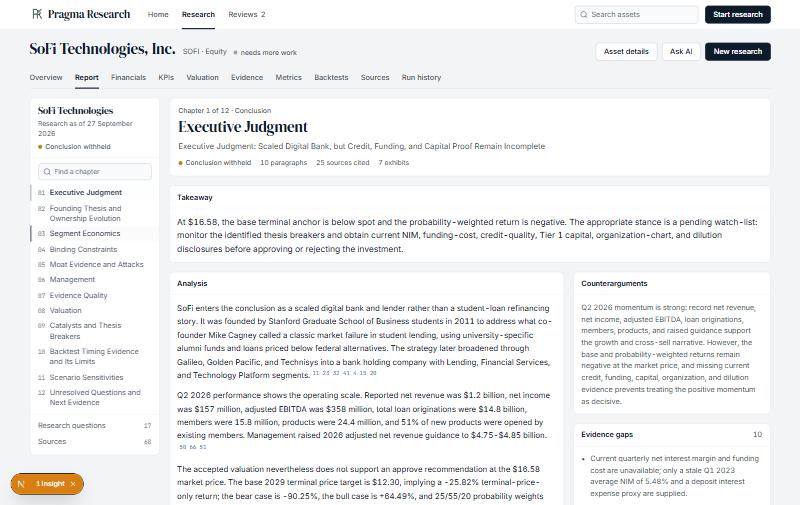 Pragma Research
Home
Research
Reviews 2
Search assets
Start research
SoFi Technologies, Inc.
SOFI · Equity
needs more work
Asset details
Ask AI
New research
Overview
Report
Financials
KPIs
Valuation
Evidence
Metrics
Backtests
Sources
Run history
SoFi Technologies
Research as of 27 September
2026
Conclusion withheld
Find a chapter
01 Executive Judgment
02 Founding Thesis and
Ownership Evolution
03 Segment Economics
04 Binding Constraints
05 Moat Evidence and Attacks
06 Management
07 Evidence Quality
08 Valuation
09 Catalysts and Thesis
Breakers
10 Backtest Timing Evidence
and Its Limits
11 Scenario Sensitivities
12 Unresolved Questions and
Next Evidence
Research questions 17
Sources 68
1 Insight ×
Chapter 1 of 12 · Conclusion
Executive Judgment
Executive Judgment: Scaled Digital Bank, but Credit, Funding, and Capital Proof Remain Incomplete
Conclusion withheld
10 paragraphs
25 sources cited
7 exhibits
Takeaway
At $16.58, the base terminal anchor is below spot and the probability-weighted return is negative. The appropriate stance is a pending watch-list:
monitor the identified thesis breakers and obtain current NIM, funding-cost, credit-quality, Tier 1 capital, organization-chart, and dilution
disclosures before approving or rejecting the investment.
Analysis
SoFi enters the conclusion as a scaled digital bank and lender rather than a student-loan refinancing
story. It was founded by Stanford Graduate School of Business students in 2011 to address what co-
founder Mike Cagney called a classic market failure in student lending, using university-specific
alumni funds and loans priced below federal alternatives. The strategy later broadened through
Galileo, Golden Pacific, and Technisys into a bank holding company with Lending, Financial Services,
and Technology Platform segments. 11 23 32 41 4 15 20
Q2 2026 performance shows the operating scale. Reported net revenue was $1.2 billion, net income
was $157 million, adjusted EBITDA was $358 million, total loan originations were $14.8 billion,
members were 15.8 million, products were 24.4 million, and 51% of new products were opened by
existing members. Management raised 2026 adjusted net revenue guidance to $4.75-$4.85 billion.
50 66 51
The accepted valuation nevertheless does not support an approve recommendation at the $16.58
market price. The base 2029 terminal price target is $12.30, implying a -25.82% terminal-price-
only return; the bear case is -90.25%, the bull case is +64.49%, and 25/55/20 probability weights
Counterarguments
Q2 2026 momentum is strong: record net revenue,
net income, adjusted EBITDA, loan originations,
members, products, and raised guidance support
the growth and cross-sell narrative. However, the
base and probability-weighted returns remain
negative at the market price, and missing current
credit, funding, capital, organization, and dilution
evidence prevents treating the positive momentum
as decisive.
Evidence gaps 10
• Current quarterly net interest margin and funding
cost are unavailable; only a stale Q1 2023
average NIM of 5.48% and a deposit interest
expense proxy are supplied.